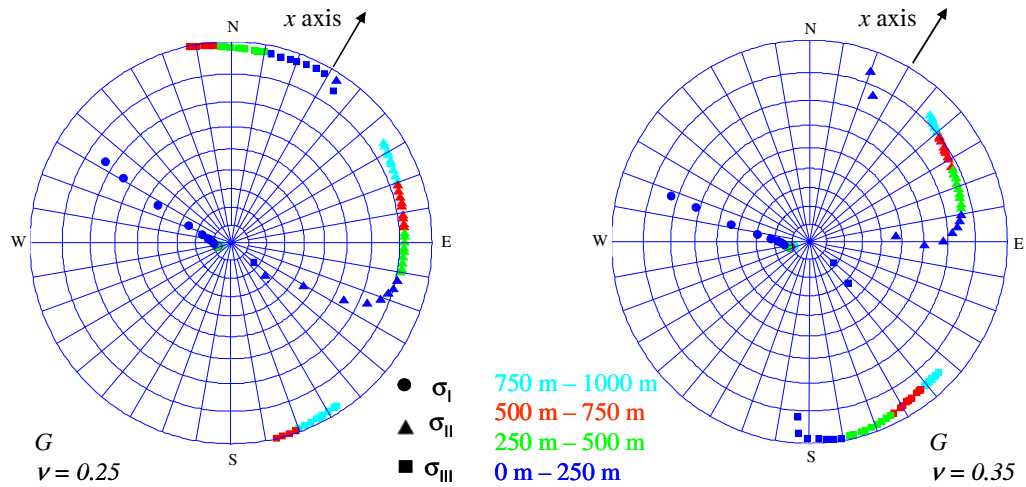 x axis
N
W
E
S
x axis
N
W
E
S
σI
σII
σIII
750 m – 1000 m
500 m – 750 m
250 m – 500 m
0 m – 250 m
G
ν = 0.25
G
ν = 0.35